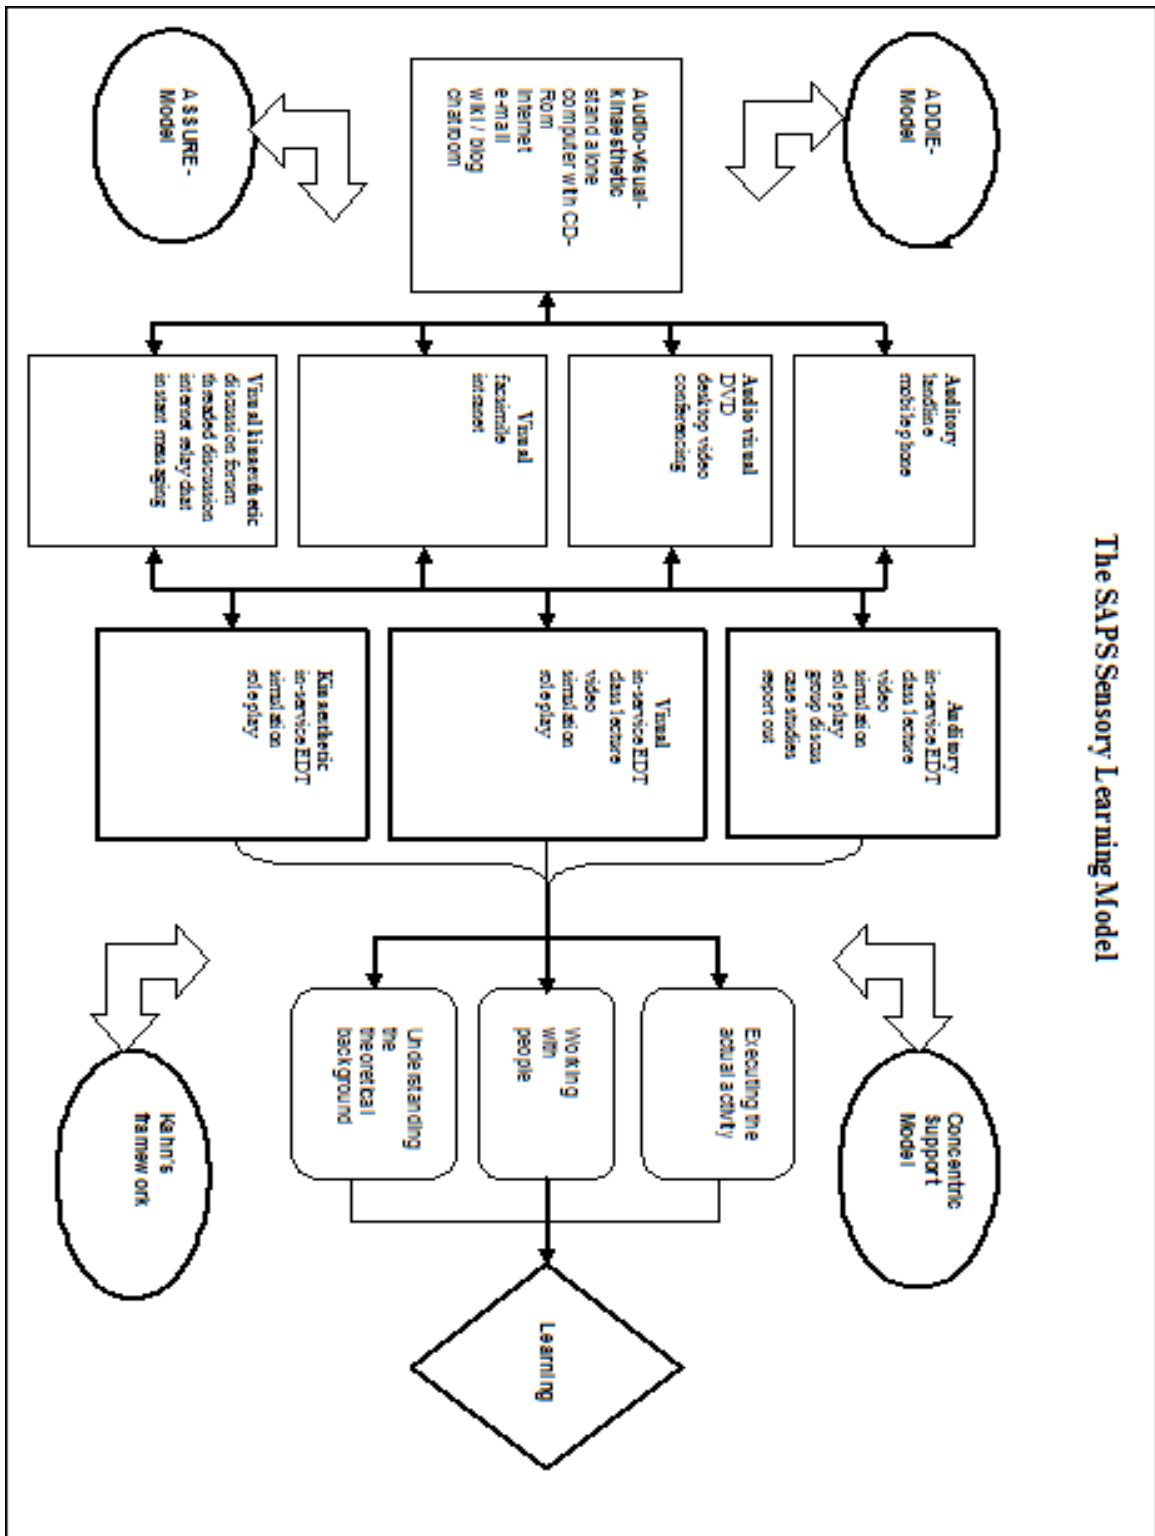 The SAPS Sensory Learning Model
ADDIE-
Model
Audio-visual-
kinaesthetic
stand alone
computer with CD-
Rom
Internet
e-mail
wiki / blog
chatroom
ASSURE-
Model
Auditory
landline
mobile phone
Audio visual
DVD
desktop video
conferencing
Visual
facsimile
intranet
Visual kinaesthetic
discussion forum
threaded discussion
internet relay chat
instant messaging
Auditory
in-service EDT
class lecture
video
simulation
role play
group discuss
case studies
report out
Visual
in-service EDT
class lecture
video
simulation
role play
Kinaesthetic
in-service EDT
simulation
role play
Concentric
Support
Model
Executing the
actual activity
Working
with
people
Understanding
the
theoretical
background
Kahn's
framework
Learning